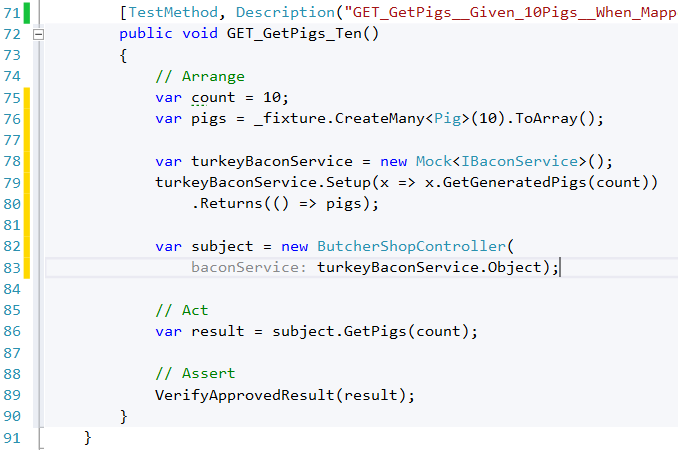 71 [TestMethod, Description("GET_GetPigs__Given_10Pigs__When_Mapp
72 public void GET_GetPigs_Ten()
73 {
74 // Arrange
75 var count = 10;
76 var pigs = _fixture.CreateMany<Pig>(10).ToArray();
77
78 var turkeyBaconService = new Mock<IBaconService>();
79 turkeyBaconService.Setup(x => x.GetGeneratedPigs(count))
80 .Returns(() => pigs);
81
82 var subject = new ButcherShopController(
83 baconService: turkeyBaconService.Object);
84
85 // Act
86 var result = subject.GetPigs(count);
87
88 // Assert
89 VerifyApprovedResult(result);
90 }
91 }